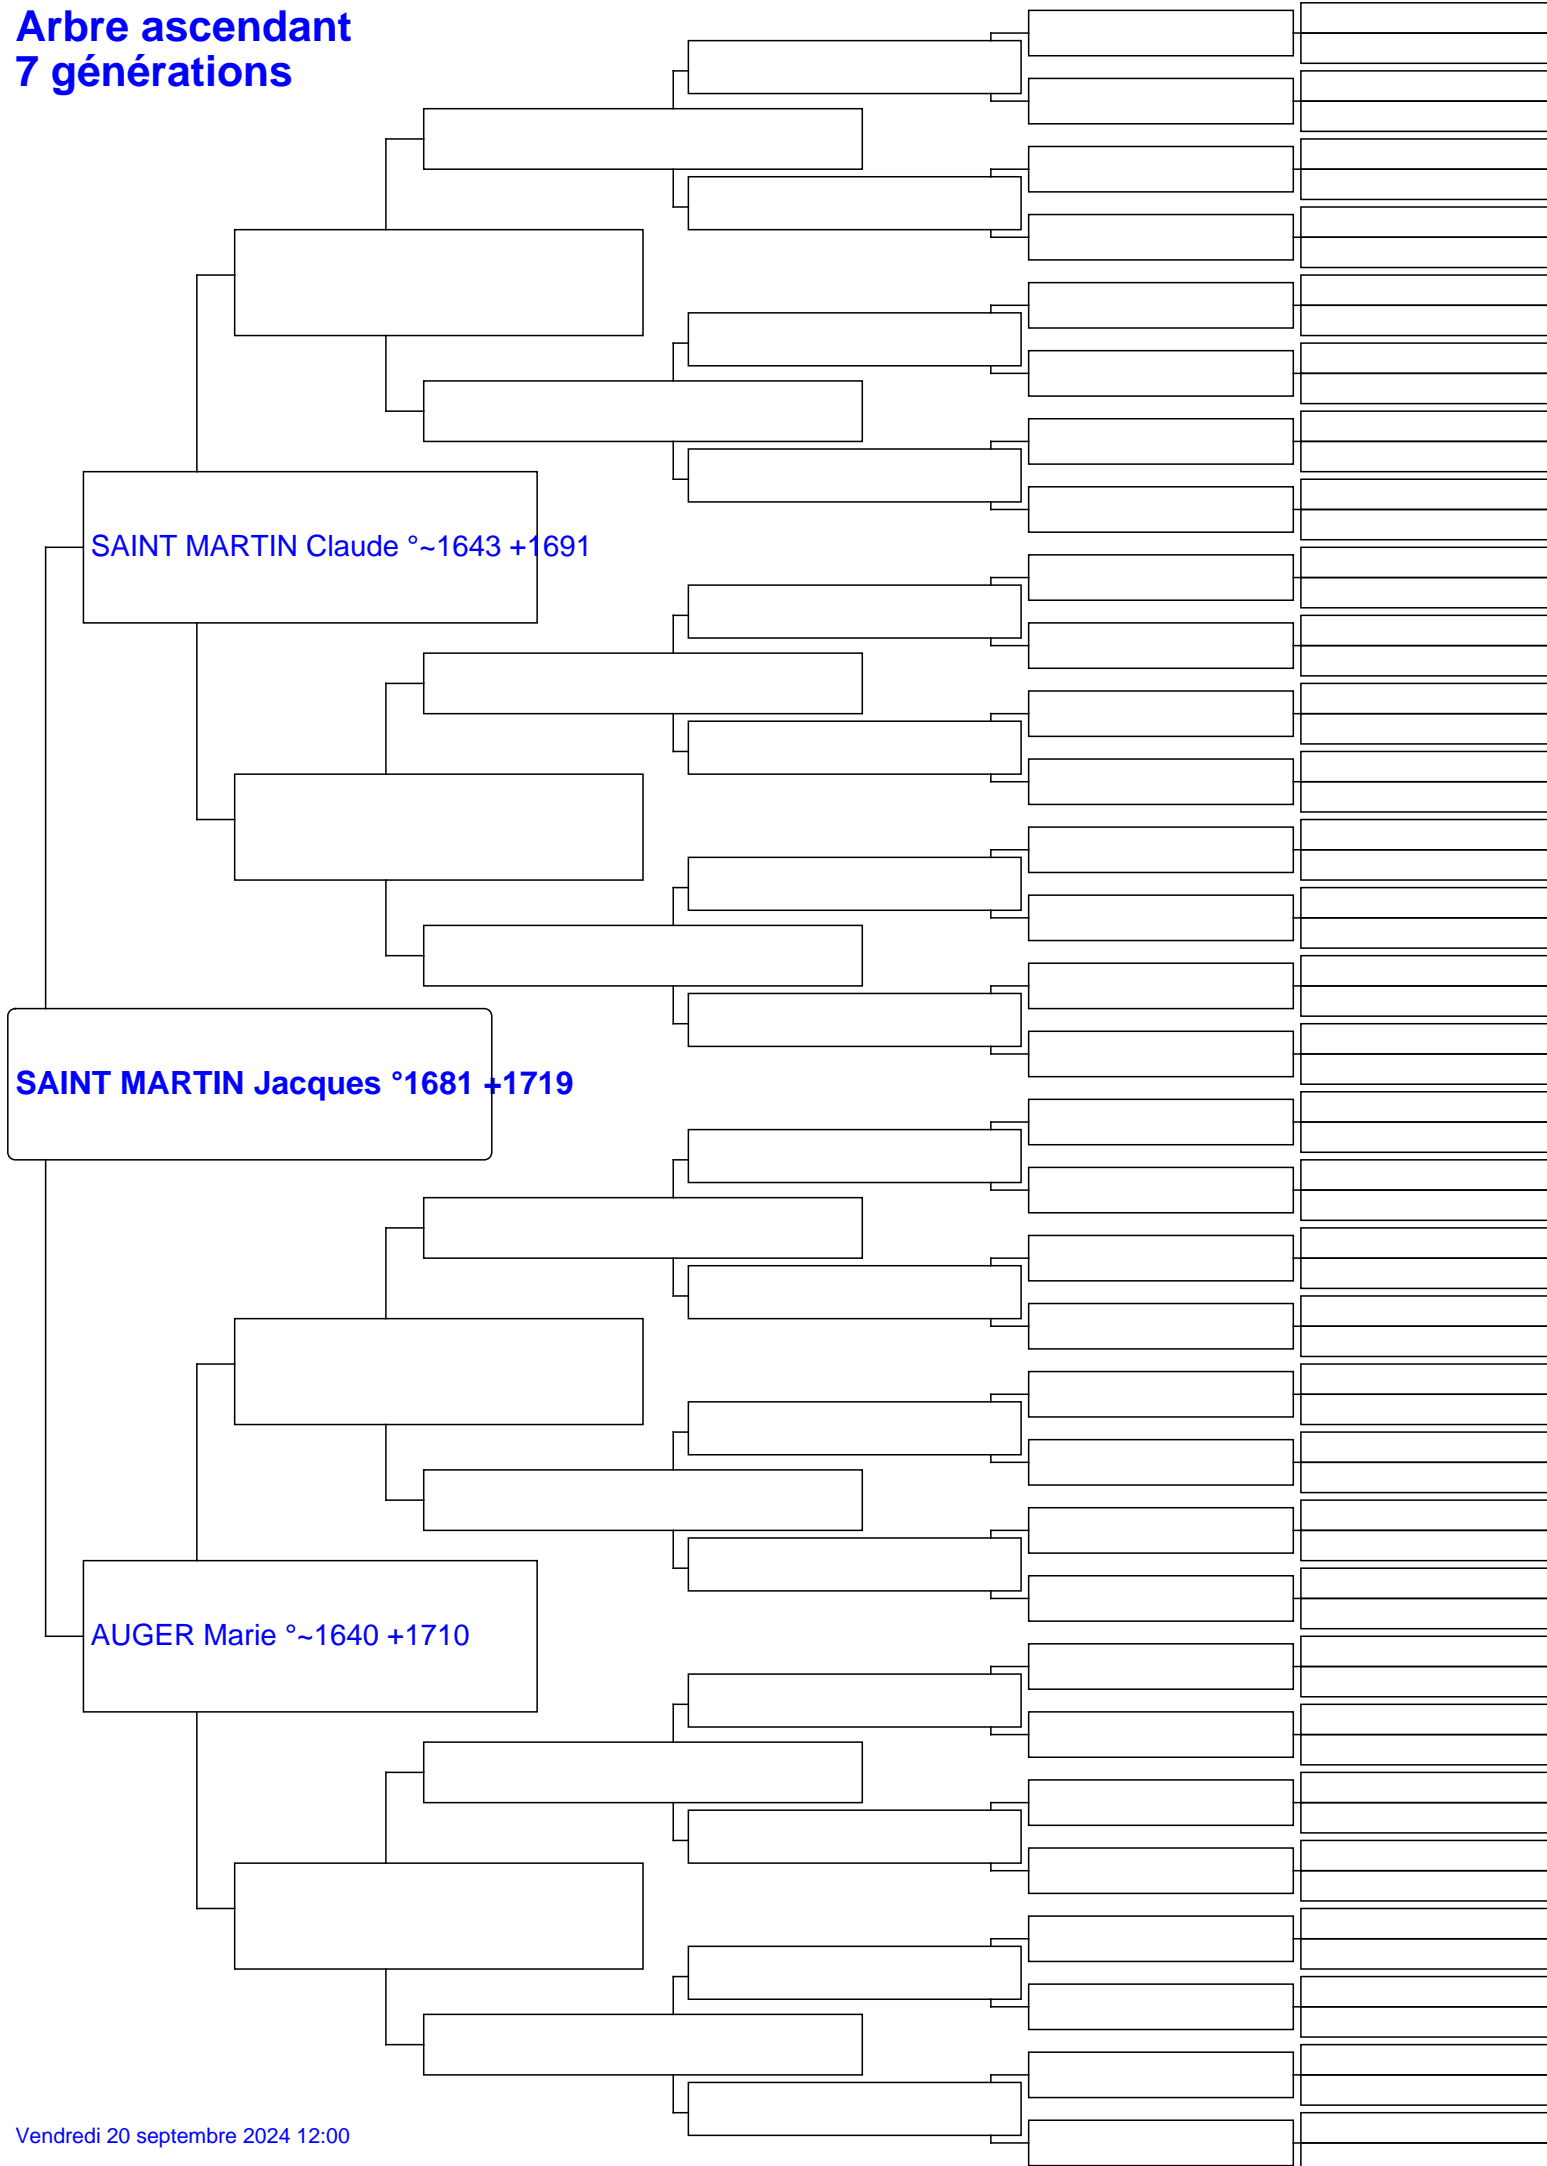 Arbre ascendant
7 générations
SAINT MARTIN Claude °~1643 +1691
SAINT MARTIN Jacques °1681 +1719
AUGER Marie °~1640 +1710
Vendredi 20 septembre 2024 12:00